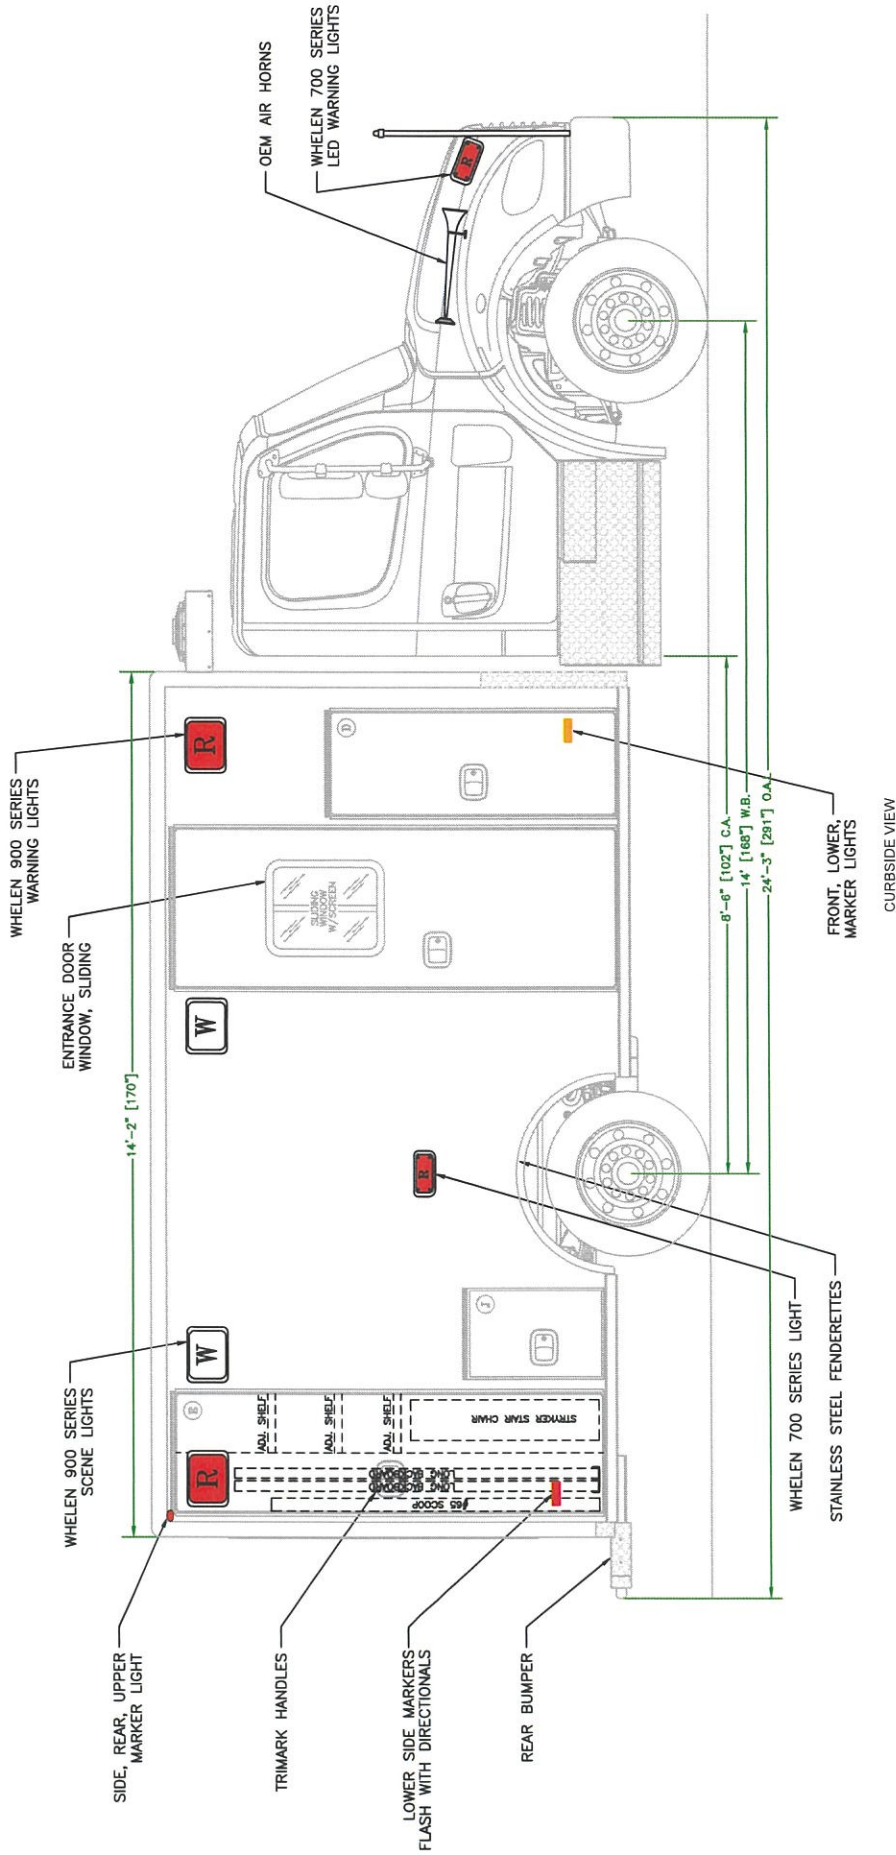 SIDE, REAR, UPPER
MARKER LIGHT
WHELEN 900 SERIES
SCENE LIGHTS
14'-2" [170"]
ENTRANCE DOOR
WINDOW, SLIDING
WHELEN 900 SERIES
WARNING LIGHTS
OEM AIR HORNS
WHELEN 700 SERIES
LED WARNING LIGHTS
R
W
W
R
R
R
SLIDING
WINDOW
W/SCREEN
D
J
ADJ. SHELF
ADJ. SHELF
ADJ. SHELF
STRYKER STAIR CHAIR
LONG BACKBOARD
LONG BACKBOARD
#65 SCOOP
TRIMARK HANDLES
LOWER SIDE MARKERS
FLASH WITH DIRECTIONALS
REAR BUMPER
WHELEN 700 SERIES LIGHT
STAINLESS STEEL FENDERETTES
8'-6" [102"] C.A.
14' [168"] W.B.
24'-3" [291"] O.A.
FRONT, LOWER,
MARKER LIGHTS
CURBSIDE VIEW